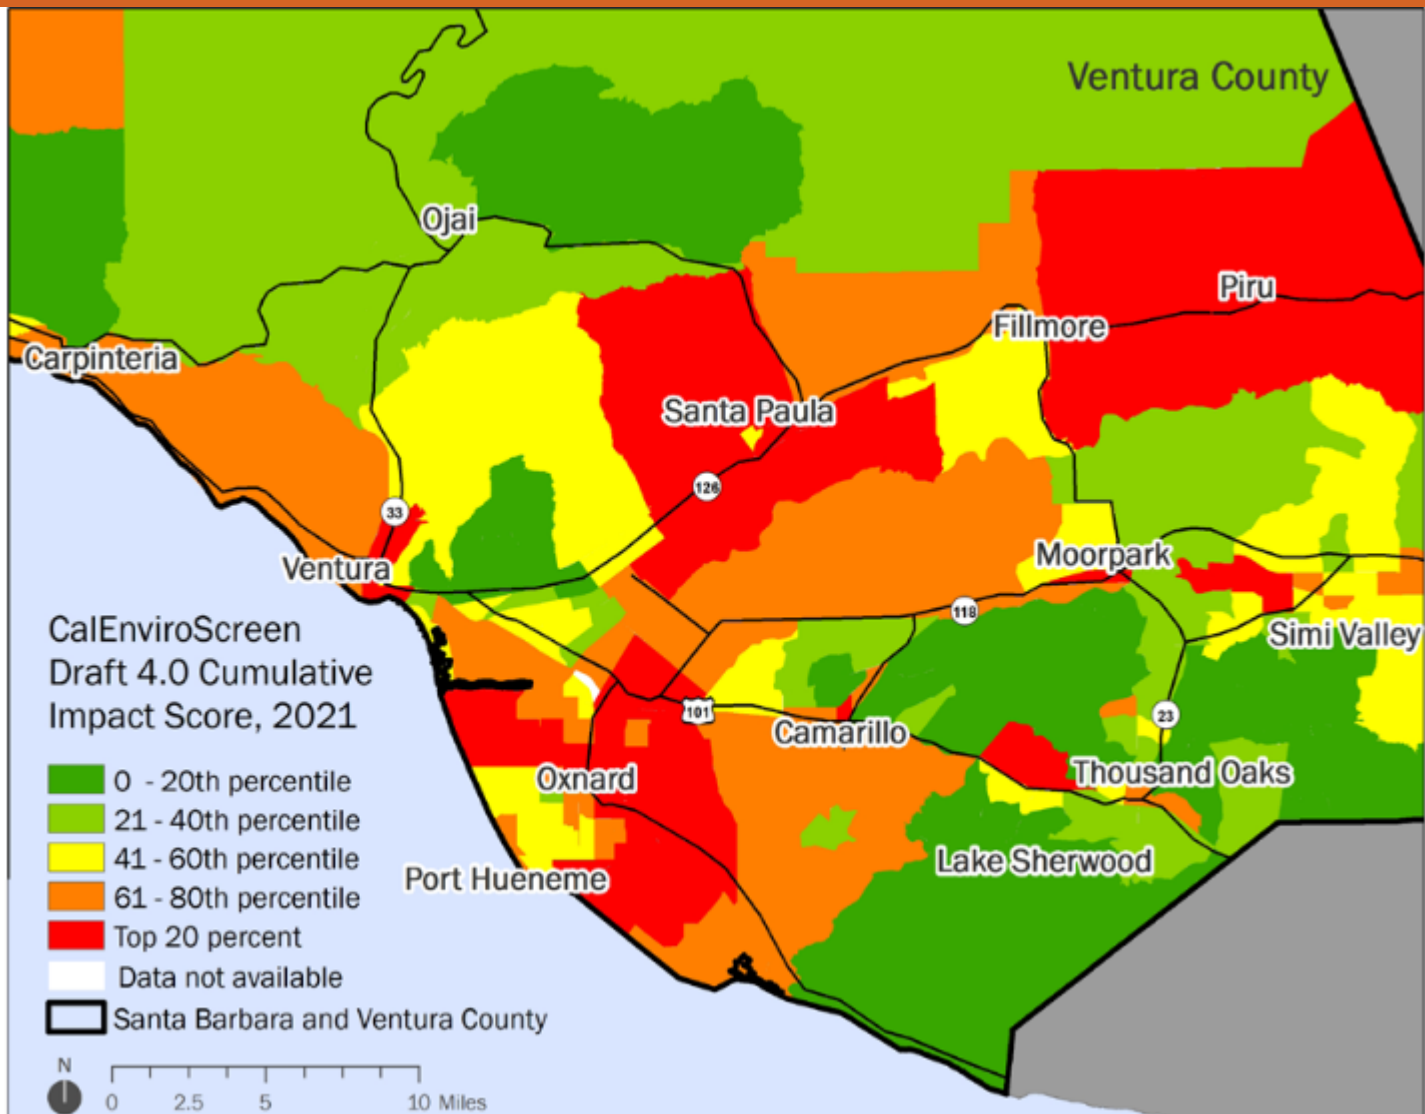 Ventura County
Ojai
Piru
Fillmore
Carpinteria
Santa Paula
126
33
Moorpark
Ventura
118
Simi Valley
CalEnviroScreen
Draft 4.0 Cumulative
Impact Score, 2021
101
23
Camarillo
Thousand Oaks
Oxnard
Lake Sherwood
Port Hueneme
0 - 20th percentile
21 - 40th percentile
41 - 60th percentile
61 - 80th percentile
Top 20 percent
Data not available
Santa Barbara and Ventura County
N
0 2.5 5 10 Miles